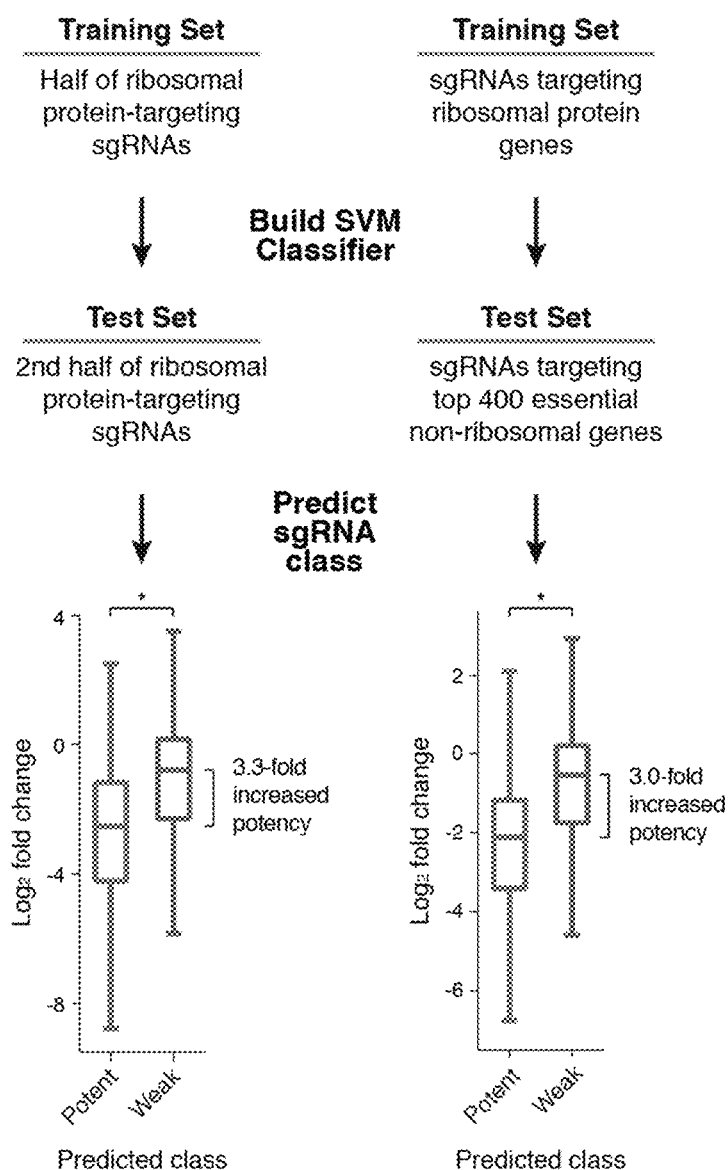 Training Set
Half of ribosomal
protein-targeting
sgRNAs
Training Set
sgRNAs targeting
ribosomal protein
genes
Build SVM
Classifier
Test Set
2nd half of ribosomal
protein-targeting
sgRNAs
Test Set
sgRNAs targeting
top 400 essential
non-ribosomal genes
Predict
sgRNA
class
*
4
0
-4
-8
Log₂ fold change
3.3-fold
increased
potency
Potent
Weak
Predicted class
*
2
0
-2
-4
-6
Log₂ fold change
3.0-fold
increased
potency
Potent
Weak
Predicted class